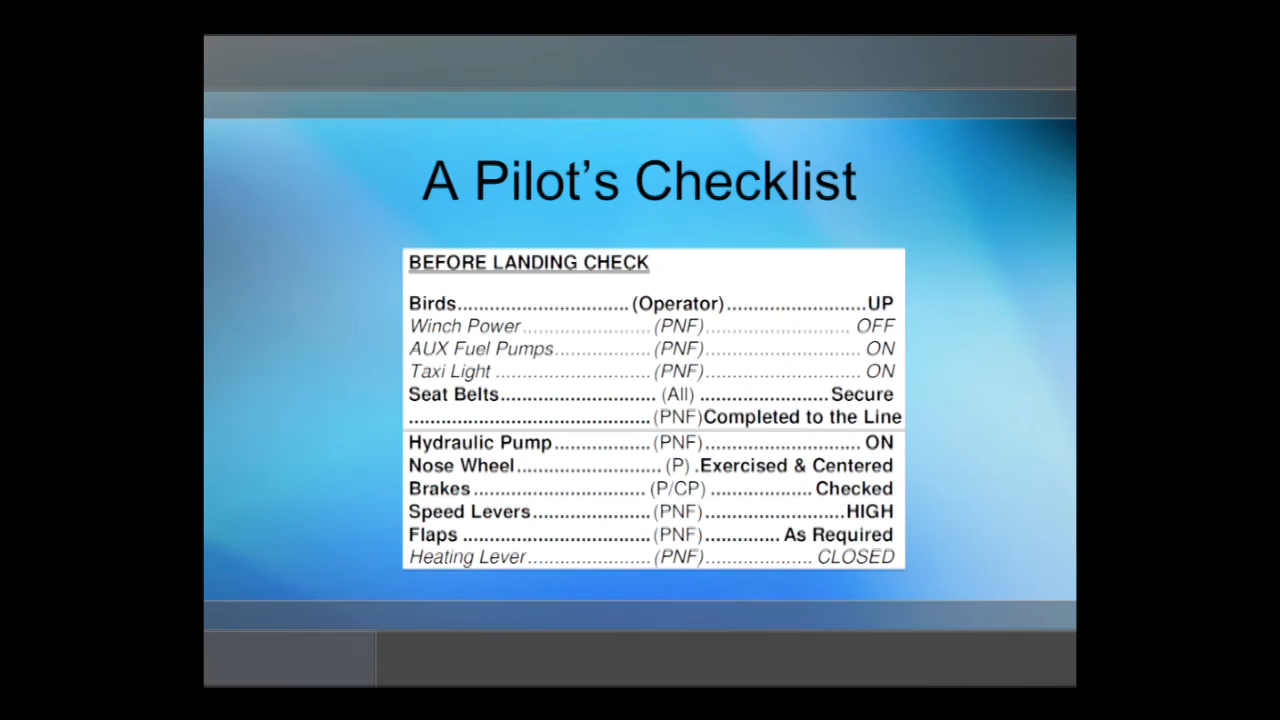 A Pilot's Checklist
BEFORE LANDING CHECK
Birds............................(Operator).......................UP
Winch Power.....................(PNF)........................ OFF
AUX Fuel Pumps................(PNF).......................... ON
Taxi Light .........................(PNF)......................... ON
Seat Belts.......................... (All) .....................Secure
.......................................(PNF)Completed to the Line
Hydraulic Pump................(PNF).......................... ON
Nose Wheel........................ (P) .Exercised & Centered
Brakes ............................ (P/CP) ................. Checked
Speed Levers....................(PNF).......................HIGH
Flaps ...............................(PNF)............. As Required
Heating Lever....................(PNF).................. CLOSED